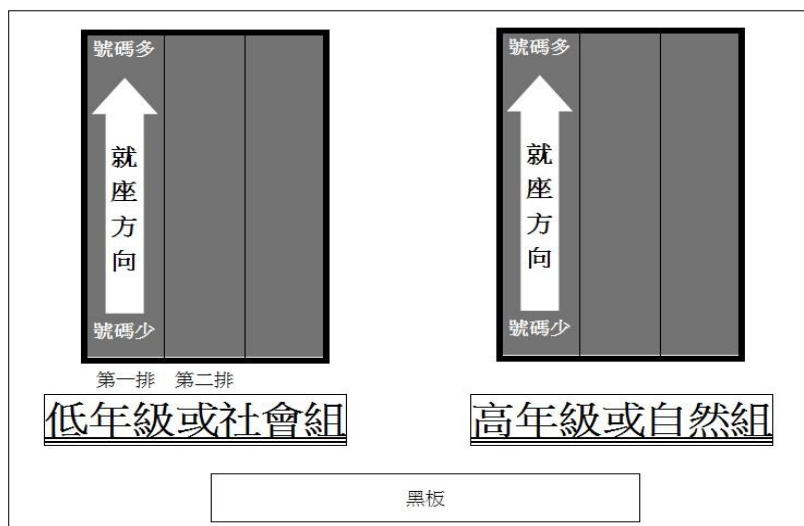 號碼多
就座方向
號碼少
第一排
第二排
低年級或社會組
號碼多
就座方向
號碼少
高年級或自然組
黑板